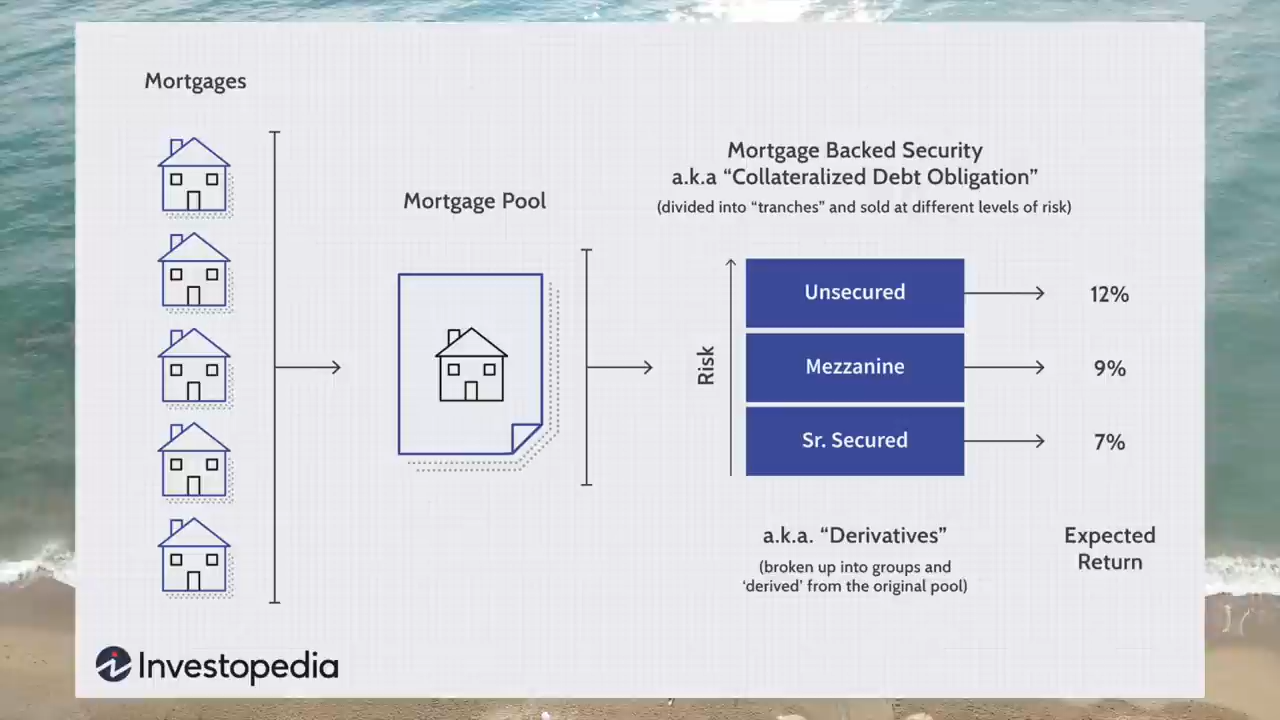 Mortgages
Mortgage Pool
Mortgage Backed Security
a.k.a “Collateralized Debt Obligation”
(divided into “tranches” and sold at different levels of risk)
Risk
Unsecured
12%
Mezzanine
9%
Sr. Secured
7%
a.k.a. “Derivatives”
(broken up into groups and
‘derived’ from the original pool)
Expected
Return
Investopedia